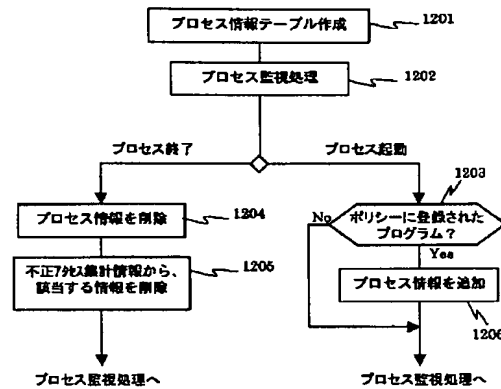 プロセス情報テーブル作成
1201
プロセス監視処理
1202
プロセス終了
プロセス起動
1203
プロセス情報を削除
1204
No
ポリシーに登録された
プログラム?
Yes
不正アクセス集計情報から、
該当する情報を削除
1205
プロセス情報を追加
1206
プロセス監視処理へ
プロセス監視処理へ